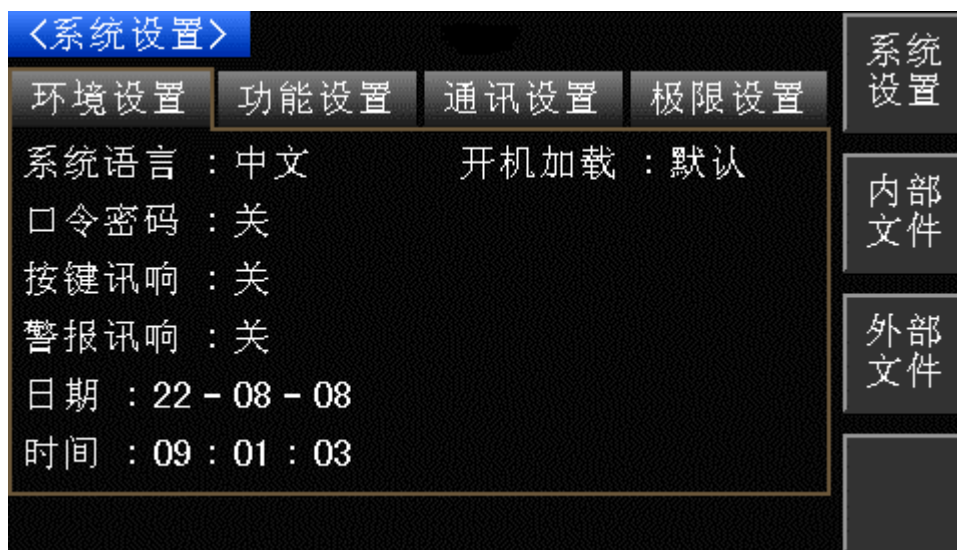 <系统设置>
环境设置 功能设置 通讯设置 极限设置
系统语言 :中文 开机加载 :默认
口令密码 :关
按键讯响 :关
警报讯响 :关
日期 :22-08-08
时间 :09:01:03
系统
设置
内部
文件
外部
文件